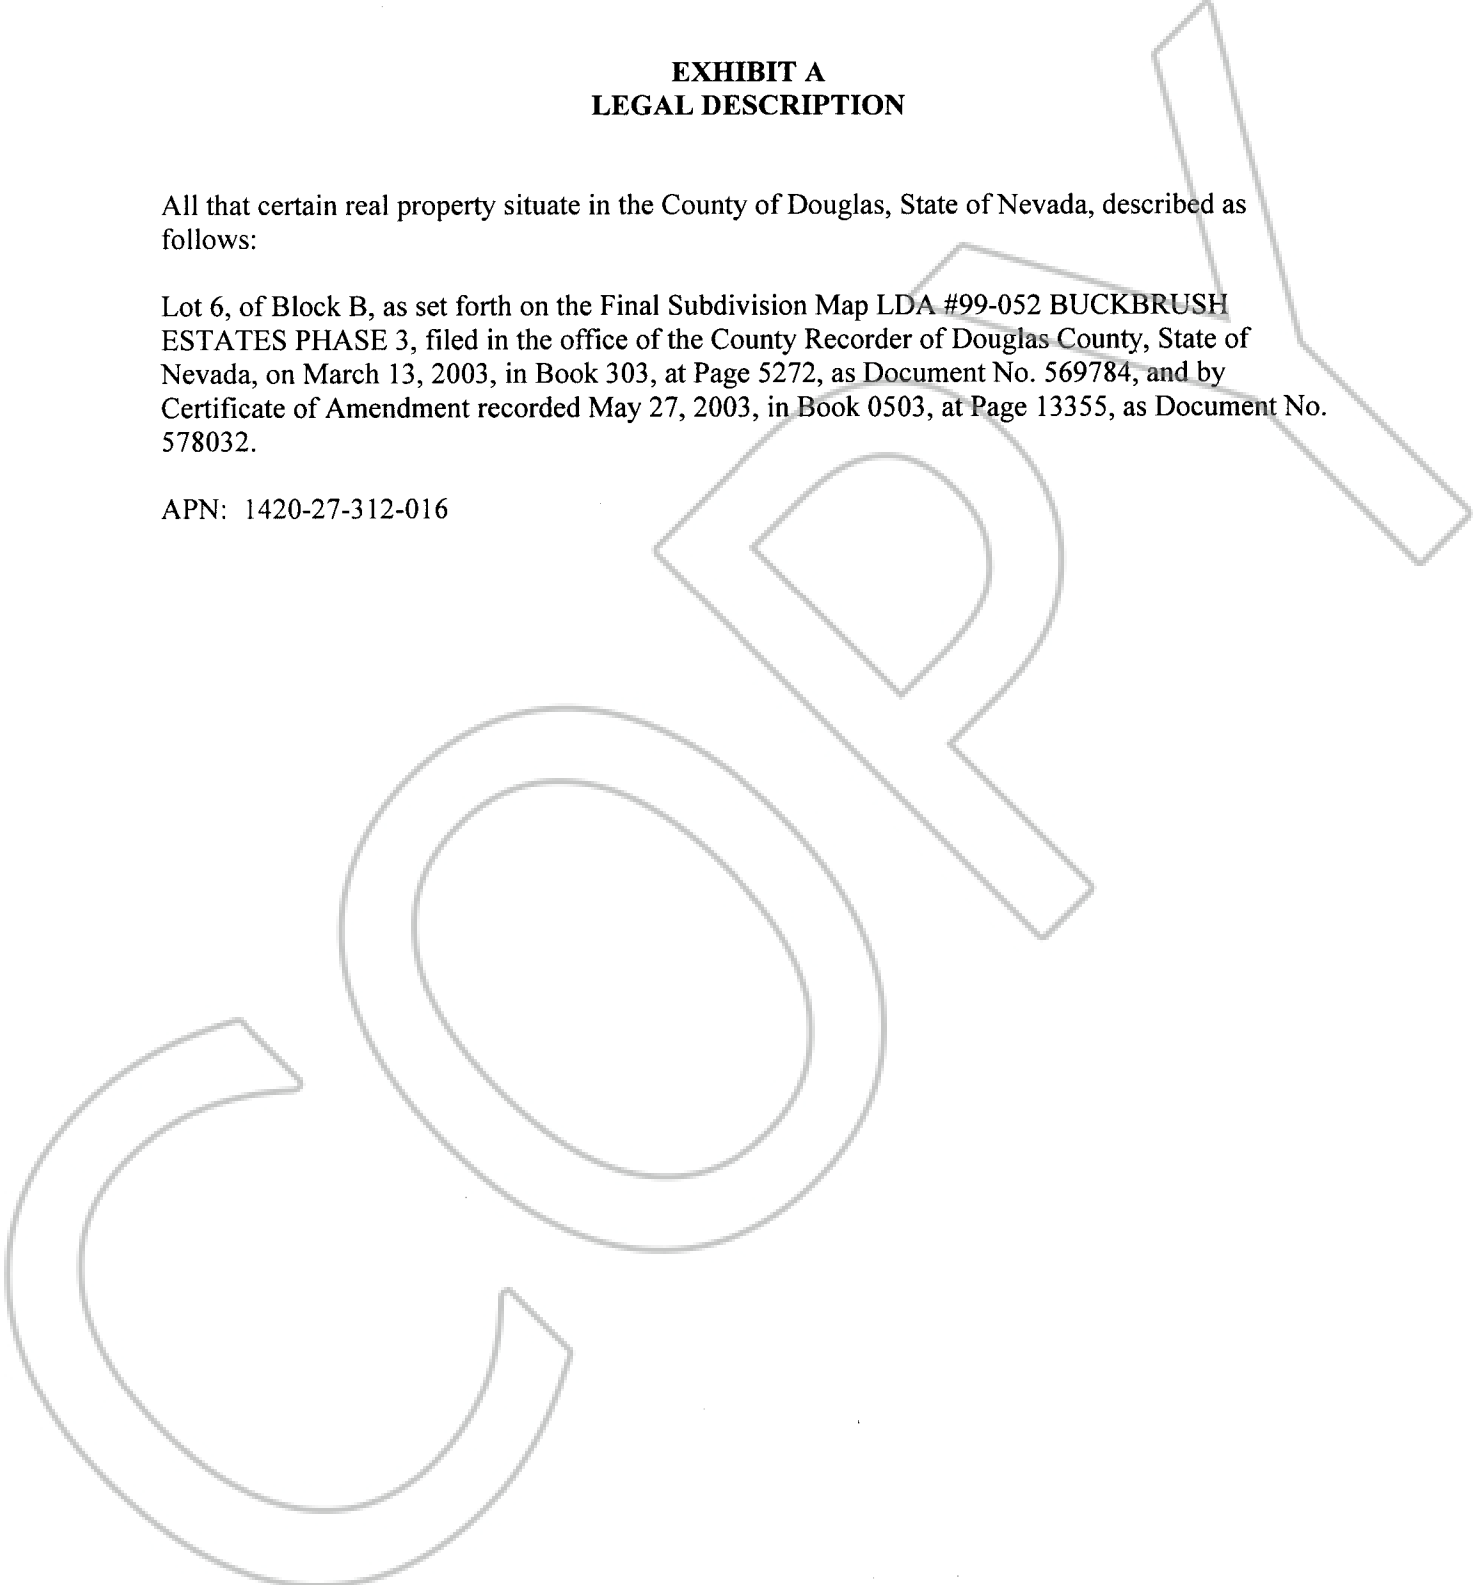 EXHIBIT A
LEGAL DESCRIPTION
All that certain real property situate in the County of Douglas, State of Nevada, described as
follows:
Lot 6, of Block B, as set forth on the Final Subdivision Map LDA #99-052 BUCKBRUSH
ESTATES PHASE 3, filed in the office of the County Recorder of Douglas County, State of
Nevada, on March 13, 2003, in Book 303, at Page 5272, as Document No. 569784, and by
Certificate of Amendment recorded May 27, 2003, in Book 0503, at Page 13355, as Document No.
578032.
APN: 1420-27-312-016
COPY